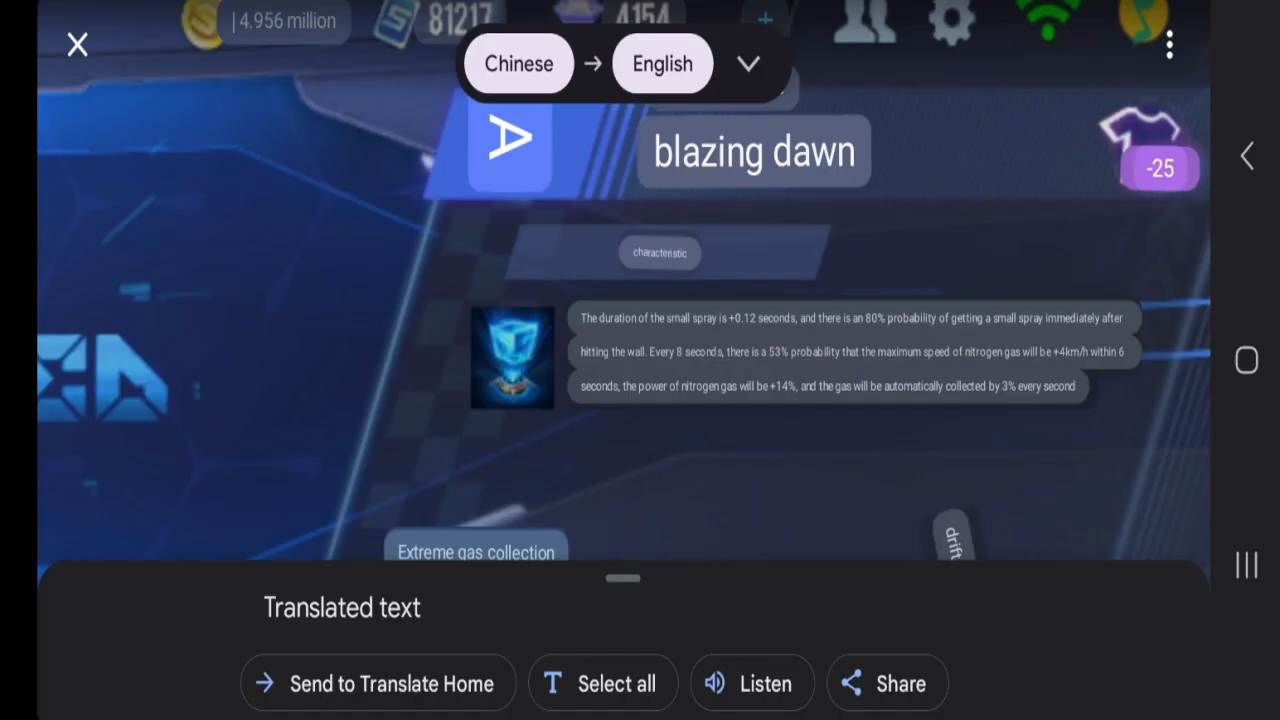 | 4.956 million
81217
4154
+
Chinese → English
A
blazing dawn
-25
characteristic
The duration of the small spray is +0.12 seconds, and there is an 80% probability of getting a small spray immediately after
hitting the wall. Every 8 seconds, there is a 53% probability that the maximum speed of nitrogen gas will be +4km/h within 6
seconds, the power of nitrogen gas will be +14%, and the gas will be automatically collected by 3% every second
Extreme gas collection
drift
Translated text
Send to Translate Home
Select all
Listen
Share